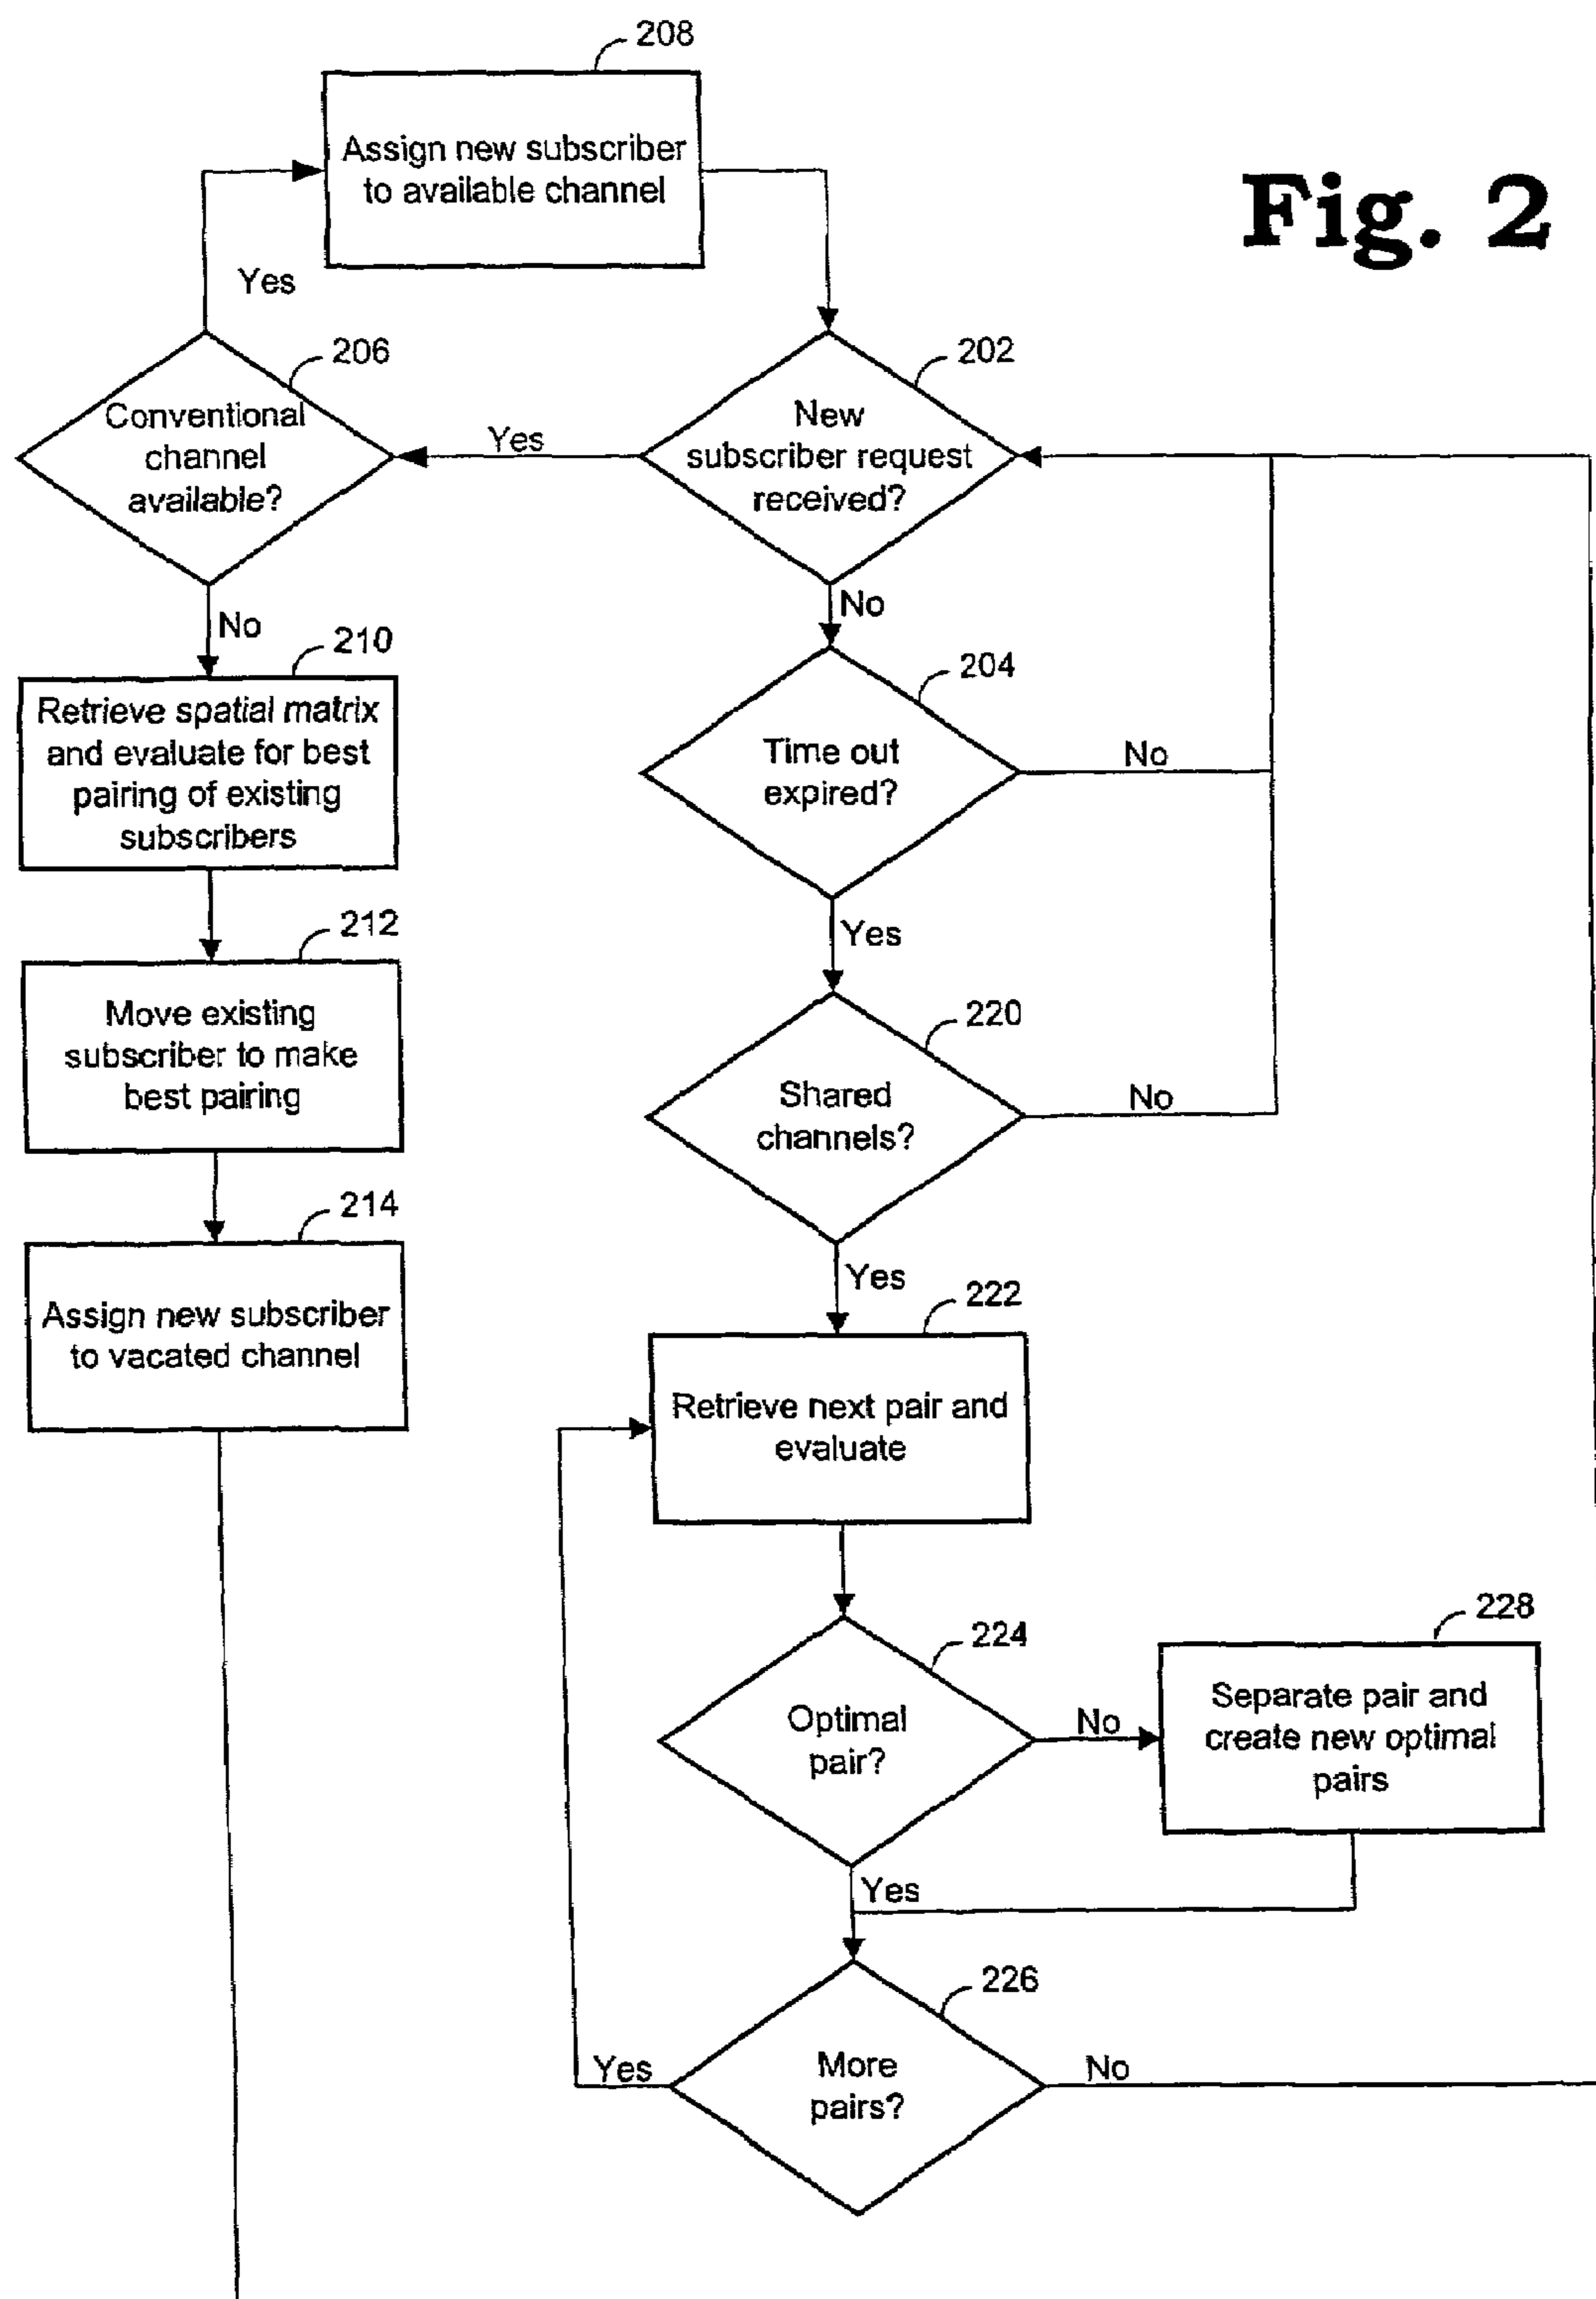 208
Assign new subscriber
to available channel
Fig. 2
Yes
206
Conventional
channel
available?
Yes
202
New
subscriber request
received?
No
210
Retrieve spatial matrix
and evaluate for best
pairing of existing
subscribers
No
204
Time out
expired?
No
212
Move existing
subscriber to make
best pairing
Yes
220
Shared
channels?
No
214
Assign new subscriber
to vacated channel
Yes
222
Retrieve next pair and
evaluate
224
Optimal
pair?
No
228
Separate pair and
create new optimal
pairs
Yes
226
More
pairs?
Yes
No